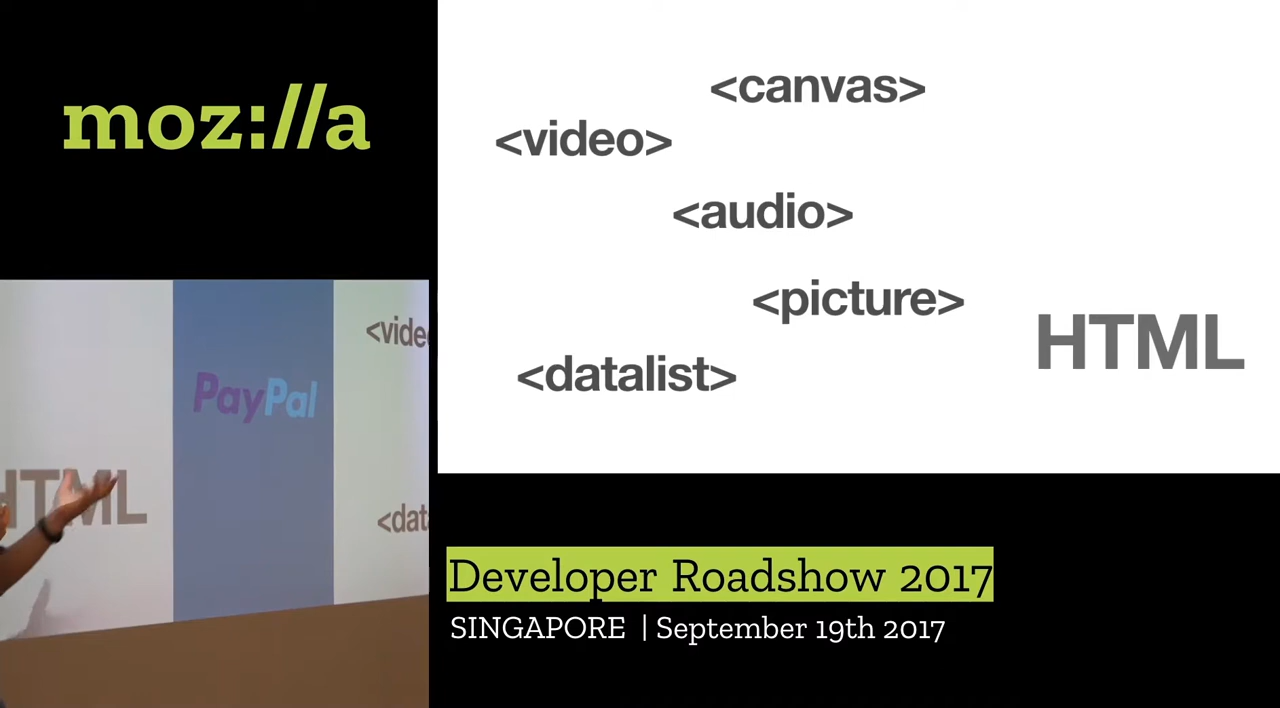 moz://a
<canvas>
<video>
<audio>
<picture>
HTML
<datalist>
<vide
PayPal
HTML
<dat
Developer Roadshow 2017
SINGAPORE | September 19th 2017